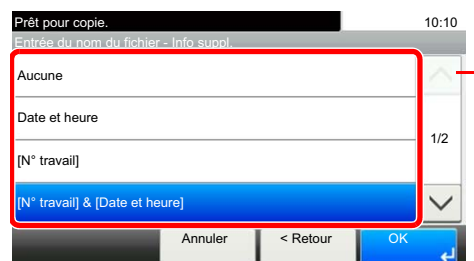 Prêt pour copie. 10:10
Entrée du nom du fichier - Info suppl.
Aucune
Date et heure
1/2
[N° travail]
[N° travail] & [Date et heure]
Annuler < Retour OK